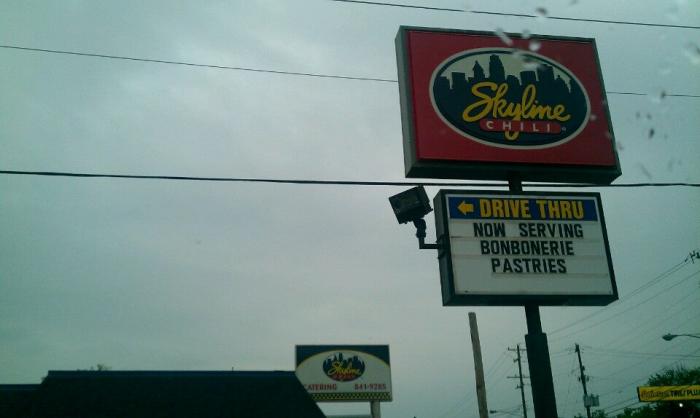 Skyline
CHILI
DRIVE THRU
NOW SERVING
BONBONERIE
PASTRIES
Skyline
CATERING 841-9285